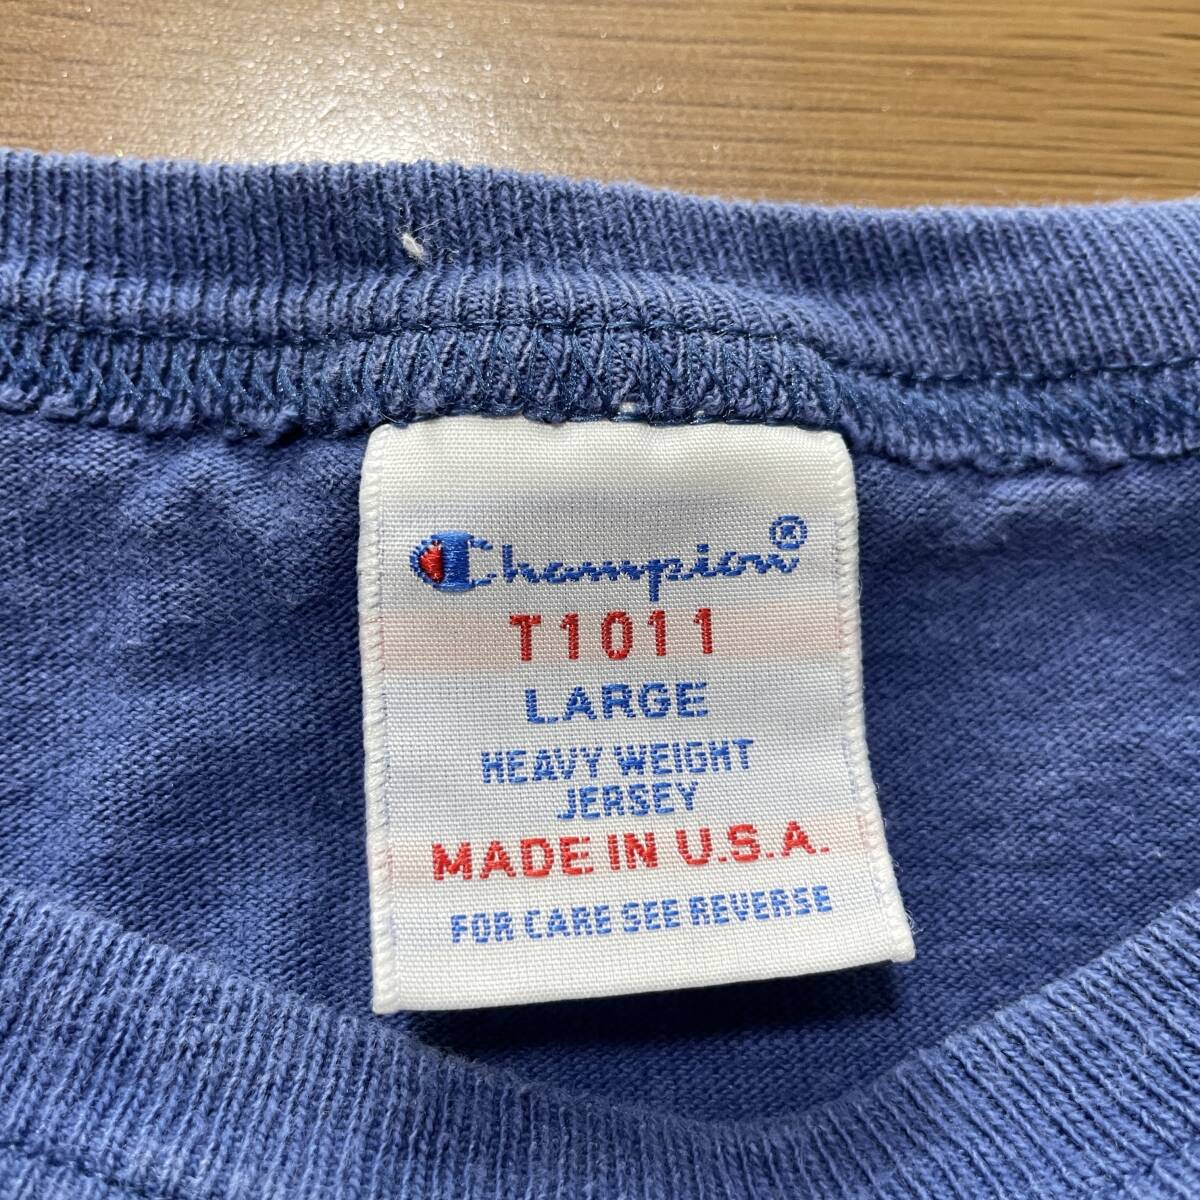 Champion®
T1011
LARGE
HEAVY WEIGHT
JERSEY
MADE IN U.S.A.
FOR CARE SEE REVERSE